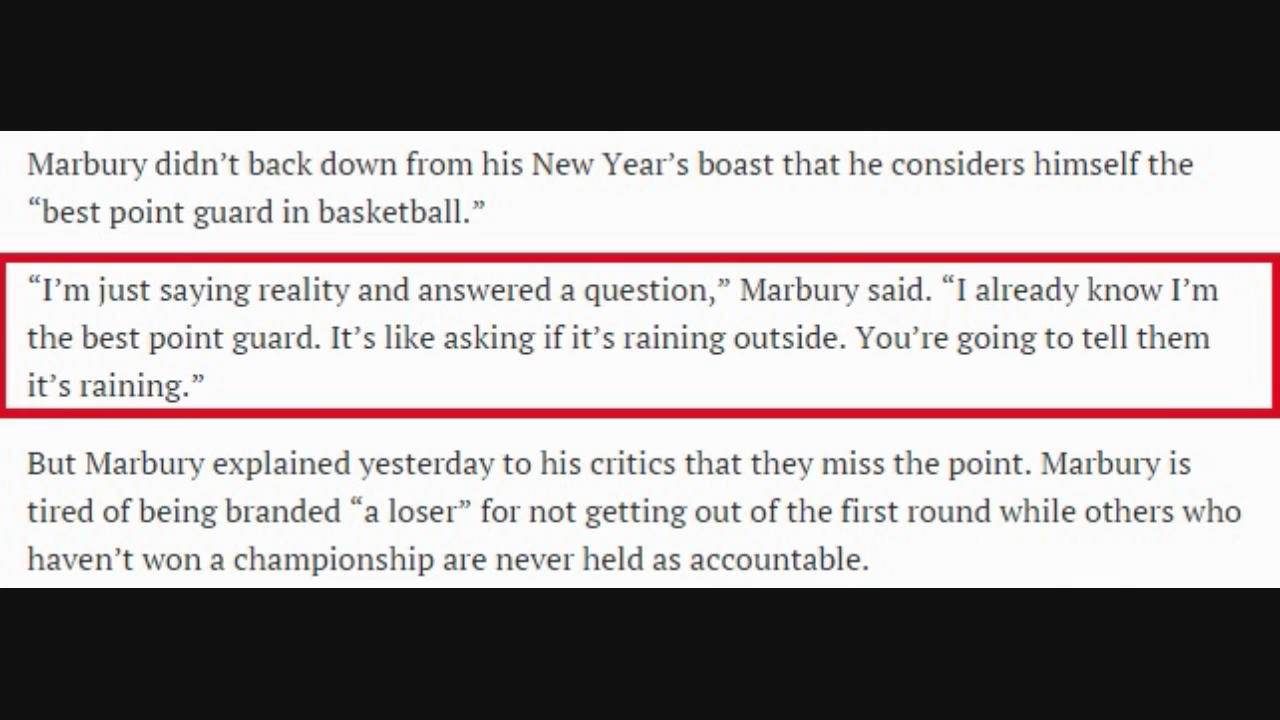 Marbury didn’t back down from his New Year’s boast that he considers himself the
“best point guard in basketball.”
“I’m just saying reality and answered a question,” Marbury said. “I already know I’m
the best point guard. It’s like asking if it’s raining outside. You’re going to tell them
it’s raining.”
But Marbury explained yesterday to his critics that they miss the point. Marbury is
tired of being branded “a loser” for not getting out of the first round while others who
haven’t won a championship are never held as accountable.